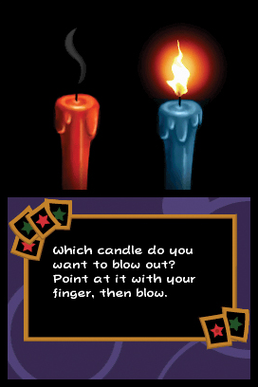 Which candle do you
want to blow out?
Point at it with your
finger, then blow.